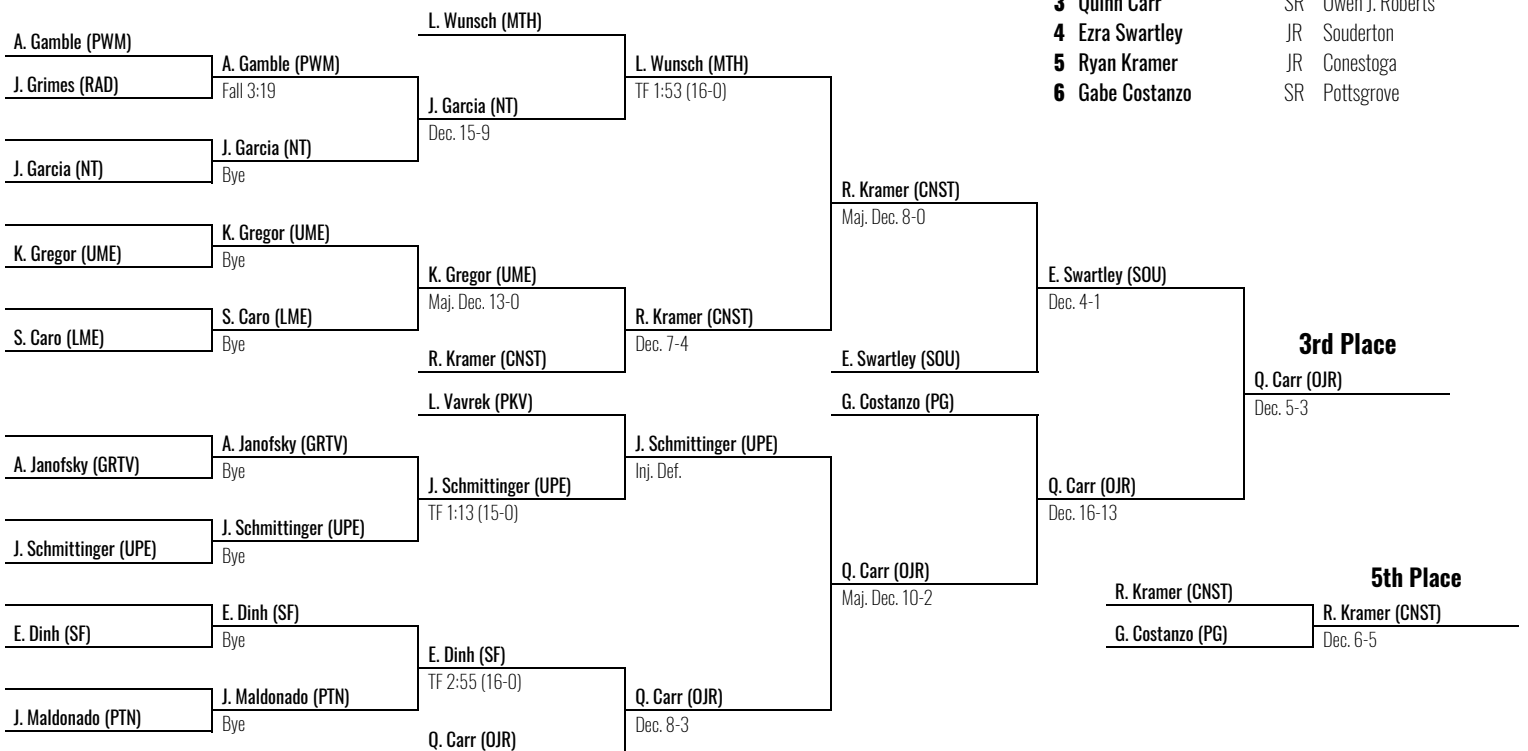 L. Wunsch (MTH)
A. Gamble (PWM)
A. Gamble (PWM)
L. Wunsch (MTH)
J. Grimes (RAD)
Fall 3:19
TF 1:53 (16-0)
J. Garcia (NT)
Dec. 15-9
J. Garcia (NT)
J. Garcia (NT)
Bye
R. Kramer (CNST)
Maj. Dec. 8-0
K. Gregor (UME)
K. Gregor (UME)
Bye
K. Gregor (UME)
E. Swartley (SOU)
Maj. Dec. 13-0
Dec. 4-1
S. Caro (LME)
R. Kramer (CNST)
S. Caro (LME)
Bye
Dec. 7-4
R. Kramer (CNST)
E. Swartley (SOU)
3rd Place
Q. Carr (OJR)
Dec. 5-3
L. Vavrek (PKV)
G. Costanzo (PG)
A. Janofsky (GRTV)
J. Schmittinger (UPE)
A. Janofsky (GRTV)
Bye
Inj. Def.
J. Schmittinger (UPE)
Q. Carr (OJR)
TF 1:13 (15-0)
Dec. 16-13
J. Schmittinger (UPE)
J. Schmittinger (UPE)
Bye
Q. Carr (OJR)
Maj. Dec. 10-2
E. Dinh (SF)
E. Dinh (SF)
Bye
E. Dinh (SF)
TF 2:55 (16-0)
J. Maldonado (PTN)
Q. Carr (OJR)
J. Maldonado (PTN)
Bye
Dec. 8-3
Q. Carr (OJR)
5th Place
R. Kramer (CNST)
R. Kramer (CNST)
G. Costanzo (PG)
Dec. 6-5
3 Quinn Carr SR Owen J. Roberts
4 Ezra Swartley JR Souderton
5 Ryan Kramer JR Conestoga
6 Gabe Costanzo SR Pottsgrove